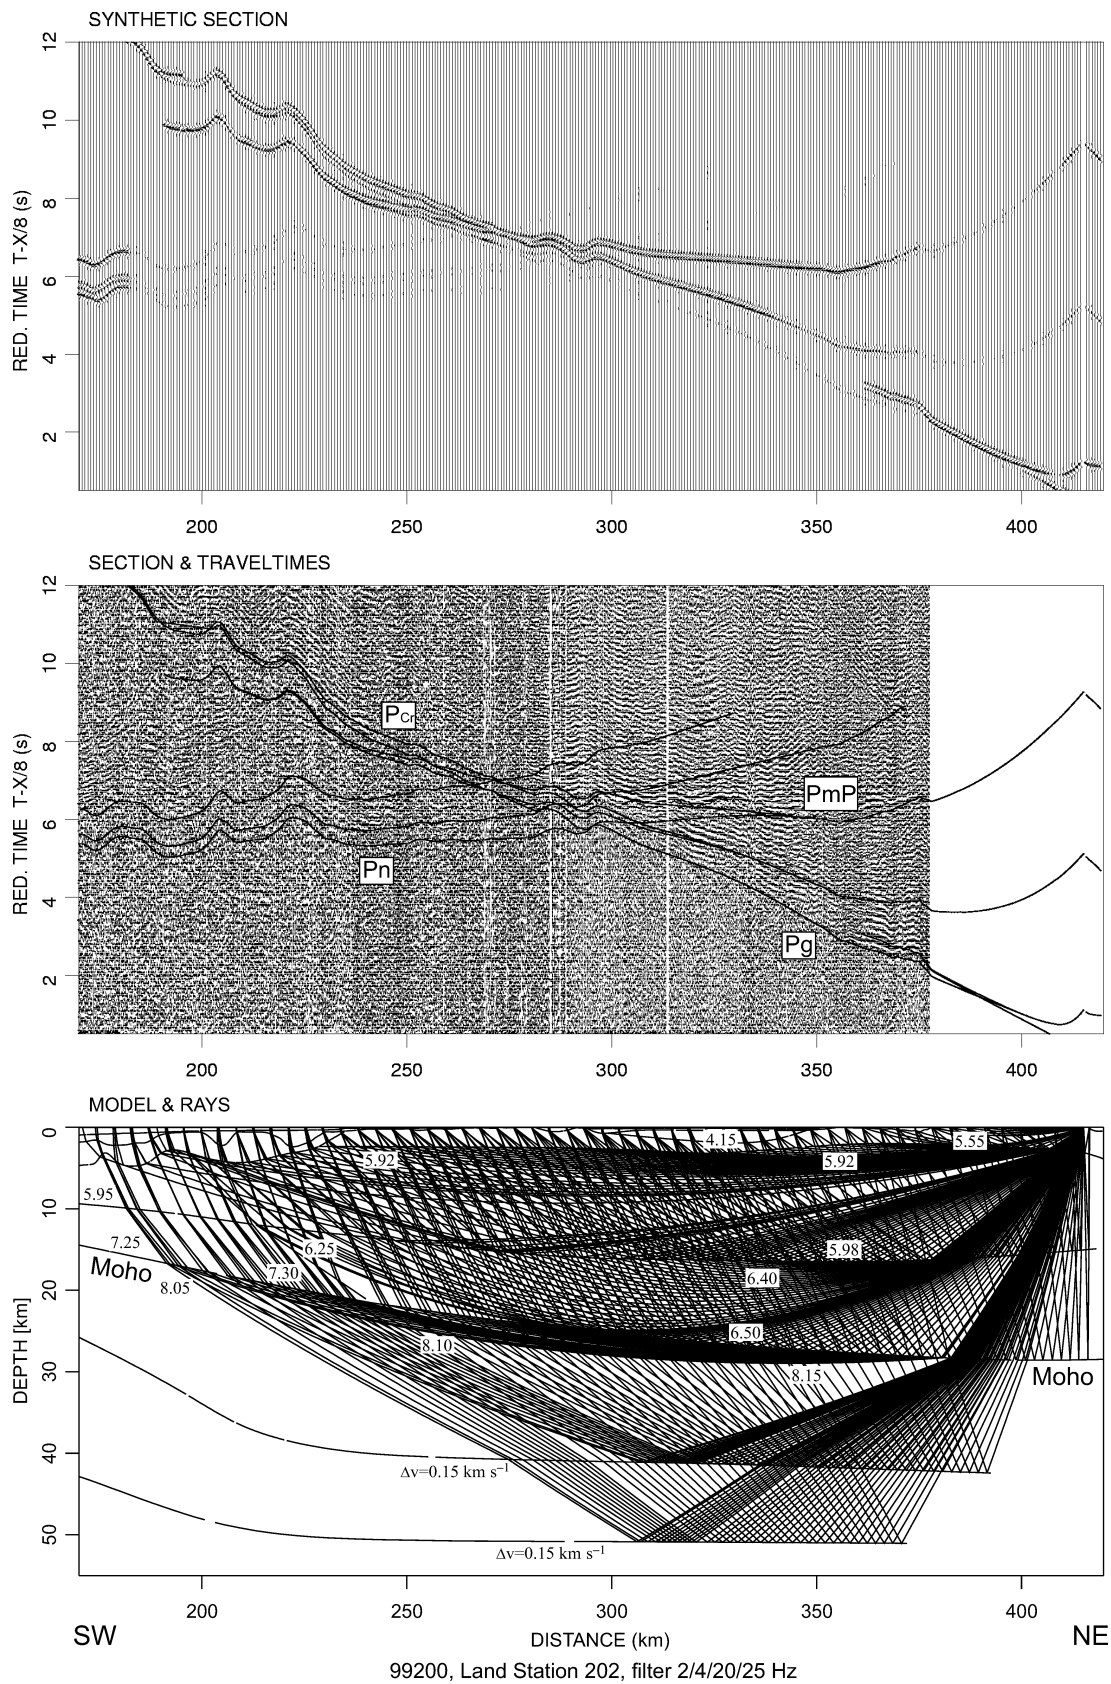 SYNTHETIC SECTION
12
10
8
6
4
2
RED. TIME T-X/8 (s)
200 250 300 350 400
SECTION & TRAVELTIMES
12
10
8
6
4
2
RED. TIME T-X/8 (s)
PCr
PmP
Pn
Pg
200 250 300 350 400
MODEL & RAYS
0
10
20
30
40
50
DEPTH [km]
4.15 5.55
5.92 5.92
5.95
7.25 6.25 5.98
Moho 7.30 6.40
8.05
6.50
8.10
8.15 Moho
Δv=0.15 km s−1
Δv=0.15 km s−1
200 250 300 350 400
SW NE
DISTANCE (km)
99200, Land Station 202, filter 2/4/20/25 Hz